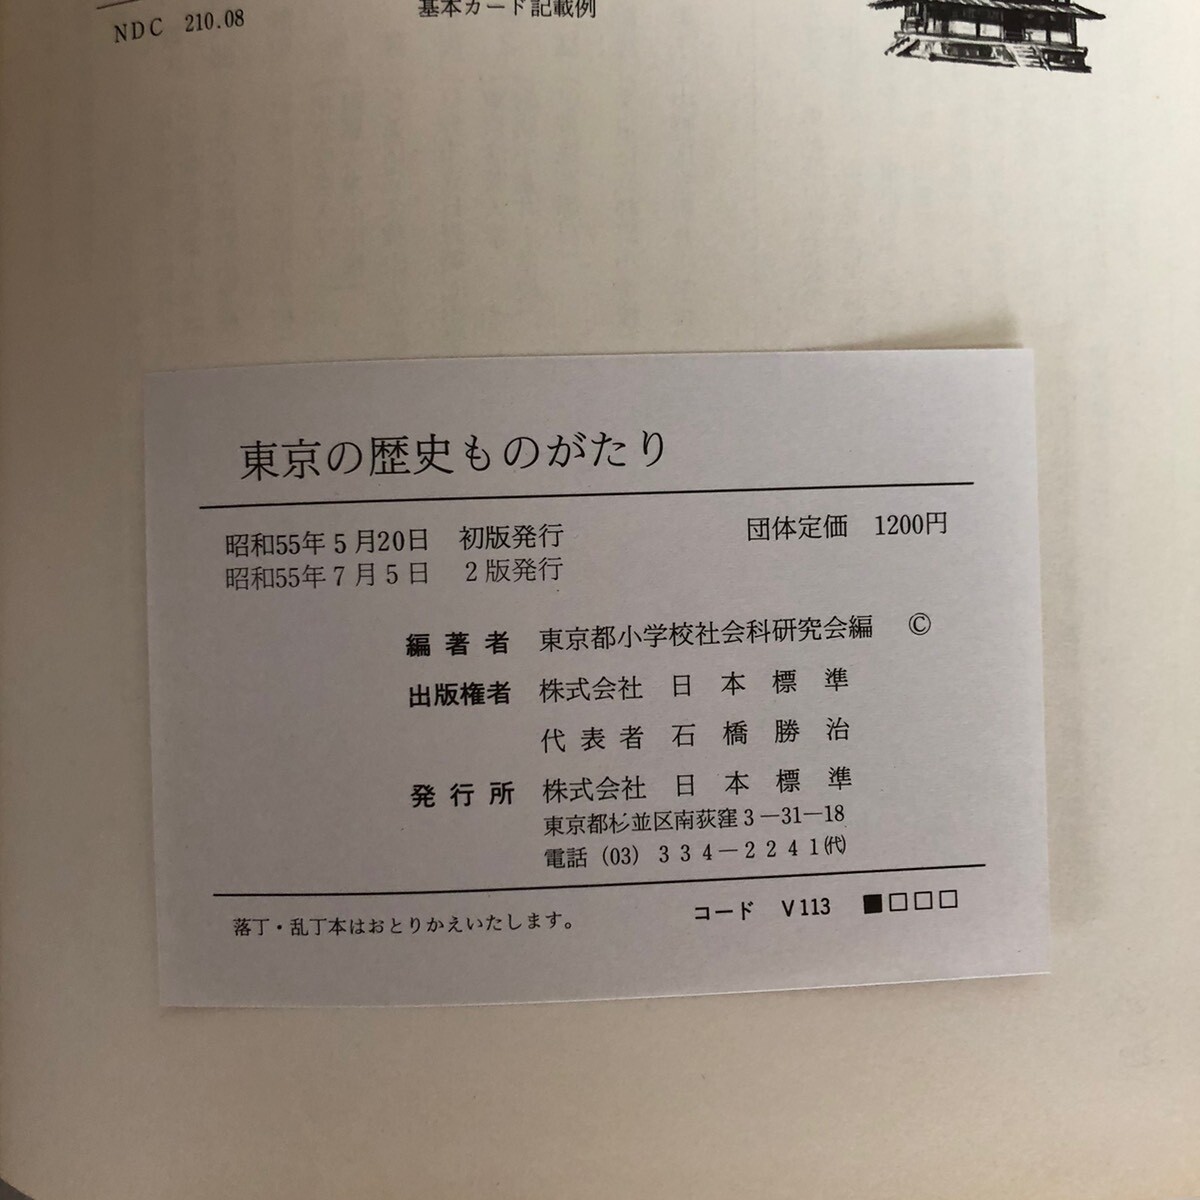 NDC 210.08
基本カード記載例
東京の歴史ものがたり
昭和55年5月20日 初版発行 団体定価 1200円
昭和55年7月5日 2版発行
編著者 東京都小学校社会科研究会編 ©
出版権者 株式会社 日本標準
代表者 石橋勝治
発行所 株式会社 日本標準
東京都杉並区南荻窪3－31－18
電話 (03) 334－2241㈹
落丁・乱丁本はおとりかえいたします。 コード V113 ■□□□